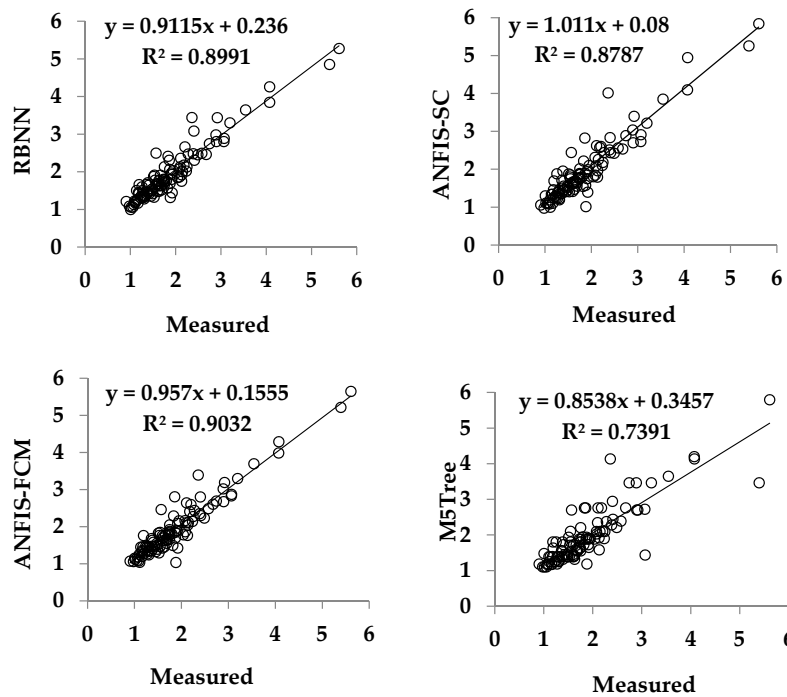 y = 0.9115x + 0.236
R² = 0.8991
RBNN
6
5
4
3
2
1
0
0 1 2 3 4 5 6
Measured
y = 1.011x + 0.08
R² = 0.8787
ANFIS-SC
6
5
4
3
2
1
0
0 1 2 3 4 5 6
Measured
y = 0.957x + 0.1555
R² = 0.9032
ANFIS-FCM
6
5
4
3
2
1
0
0 1 2 3 4 5 6
Measured
y = 0.8538x + 0.3457
R² = 0.7391
M5Tree
6
5
4
3
2
1
0
0 1 2 3 4 5 6
Measured